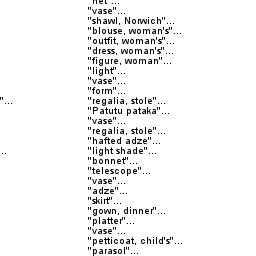 "net"...
"vase"...
"shawl, Norwich"...
"blouse, woman's"...
"outfit, woman's"...
"dress, woman's"...
"figure, woman"...
"light"...
"vase"...
"form"...
"... "regalia, stole"...
"Patutu pataka"...
"vase"...
"regalia, stole"...
"hafted adze"...
... "light shade"...
"bonnet"...
"telescope"...
"vase"...
"adze"...
"skirt"...
"gown, dinner"...
"platter"...
"vase"...
"petticoat, child's"...
"parasol"...